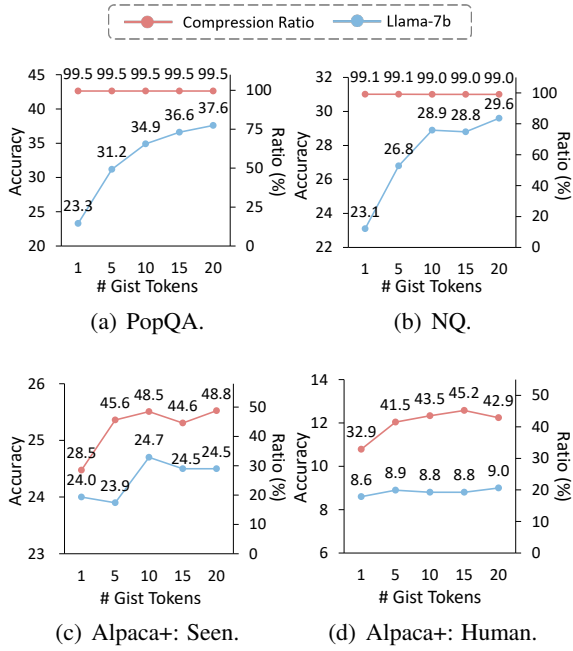 Compression Ratio Llama-7b
45 99.5 99.5 99.5 99.5 99.5
40 100
35 31.2 34.9 36.6 37.6 75
30 50
25 23.3 25
20 0
1 5 10 15 20
# Gist Tokens
Accuracy
Ratio (%)
(a) PopQA.
32 99.1 99.1 99.0 99.0 99.0
30 28.9 28.8 29.6 100
28 26.8 80
60
26 40
24 23.1 20
22 0
1 5 10 15 20
# Gist Tokens
Accuracy
Ratio (%)
(b) NQ.
26 45.6 48.5 44.6 48.8 50
25 28.5 24.7 24.5 24.5 40
30
24 24.0 23.9 20
10
23 0
1 5 10 15 20
# Gist Tokens
Accuracy
Ratio (%)
(c) Alpaca+: Seen.
14 41.5 43.5 45.2 42.9
12 32.9 50
40
10 30
8 8.6 8.9 8.8 8.8 9.0 20
10
6 0
1 5 10 15 20
# Gist Tokens
Accuracy
Ratio (%)
(d) Alpaca+: Human.